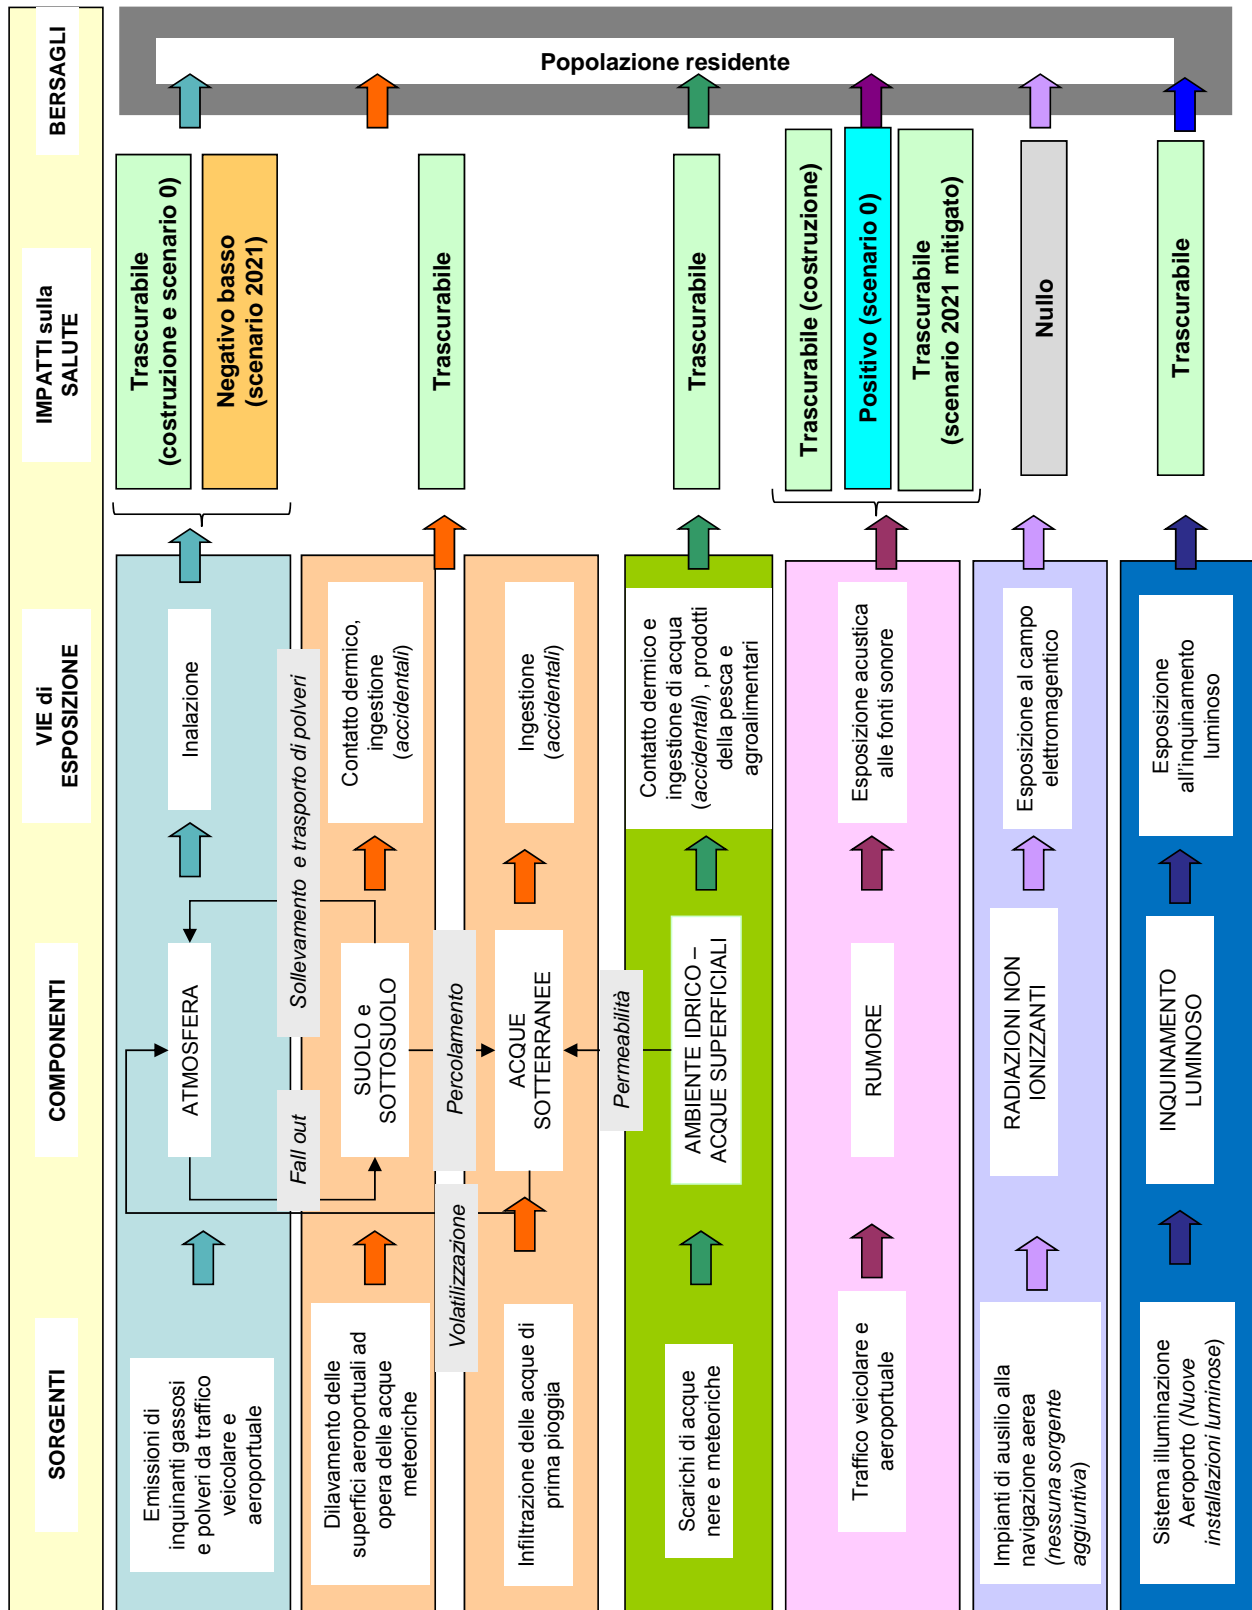 SORGENTI
COMPONENTI
VIE di
ESPOSIZIONE
IMPATTI sulla
SALUTE
BERSAGLI
Emissioni di
inquinanti gassosi
e polveri da traffico
veicolare e
aeroportuale
ATMOSFERA
Inalazione
Trascurabile
(costruzione e scenario 0)
Negativo basso
(scenario 2021)
Fall out
Sollevamento e trasporto di polveri
Dilavamento delle
superfici aeroportuali ad
opera delle acque
meteoriche
SUOLO e
SOTTOSUOLO
Contatto dermico,
ingestione
(accidentali)
Trascurabile
Volatilizzazione
Percolamento
Infiltrazione delle acque di
prima pioggia
ACQUE
SOTTERRANEE
Ingestione
(accidentali)
Permeabilità
Scarichi di acque
nere e meteoriche
AMBIENTE IDRICO –
ACQUE SUPERFICIALI
Contatto dermico e
ingestione di acqua
(accidentali) , prodotti
della pesca e
agroalimentari
Trascurabile
Traffico veicolare e
aeroportuale
RUMORE
Esposizione acustica
alle fonti sonore
Trascurabile (costruzione)
Positivo (scenario 0)
Trascurabile
(scenario 2021 mitigato)
Impianti di ausilio alla
navigazione aerea
(nessuna sorgente
aggiuntiva)
RADIAZIONI NON
IONIZZANTI
Esposizione al campo
elettromagentico
Nullo
Sistema illuminazione
Aeroporto (Nuove
installazioni luminose)
INQUINAMENTO
LUMINOSO
Esposizione
all'inquinamento
luminoso
Trascurabile
Popolazione residente